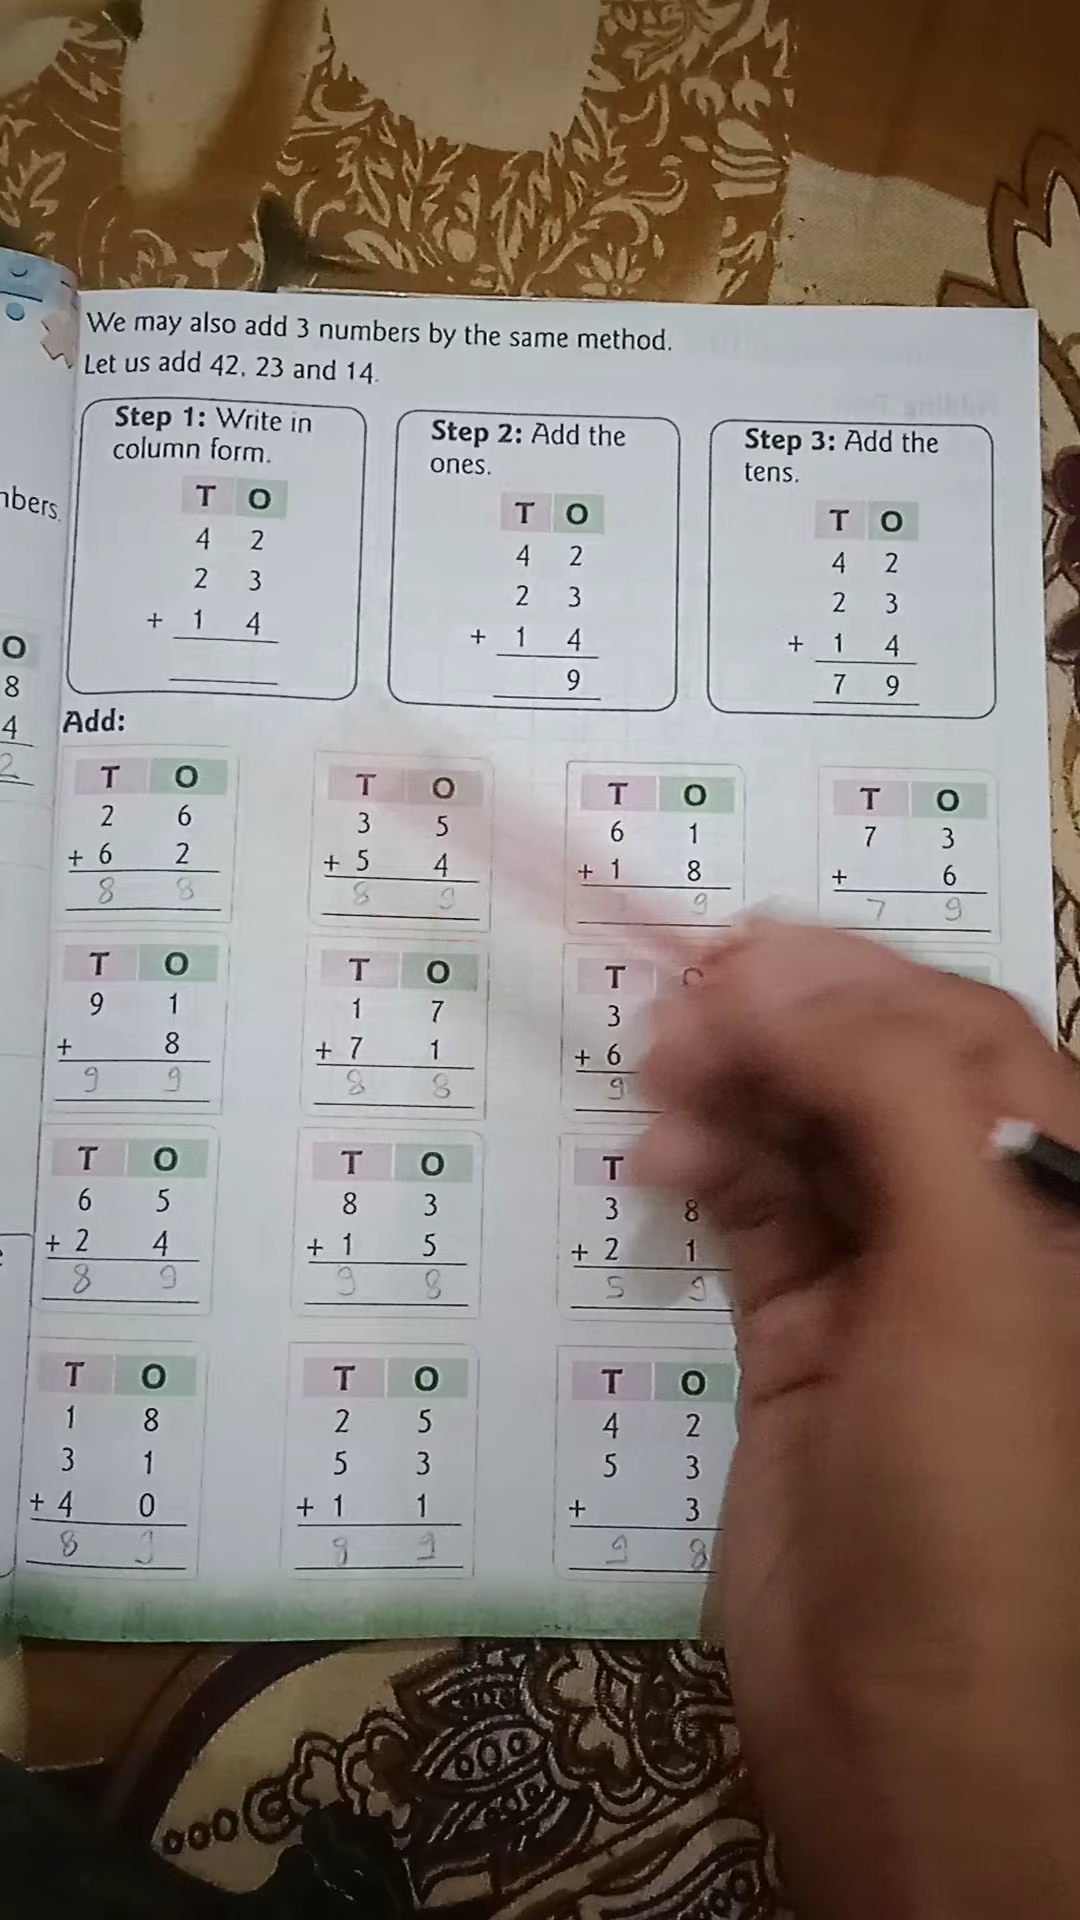 We may also add 3 numbers by the same method.
Let us add 42, 23 and 14.
Step 1: Write in
column form.
T O
4 2
2 3
+ 1 4
Step 2: Add the
ones.
T O
4 2
2 3
+ 1 4
9
Step 3: Add the
tens.
T O
4 2
2 3
+ 1 4
7 9
O
8
4
2
Add:
T O
2 6
+ 6 2
8 8
T O
3 5
+ 5 4
8 9
T O
6 1
+ 1 8
9
T O
7 3
+ 6
7 9
T O
9 1
+ 8
9 9
T O
1 7
+ 7 1
8 8
T O
3
+ 6
9
T O
6 5
+ 2 4
8 9
T O
8 3
+ 1 5
9 8
T
3 8
+ 2 1
5 9
T O
1 8
3 1
+ 4 0
8 9
T O
2 5
5 3
+ 1 1
8 9
T O
4 2
5 3
+ 3
9 8